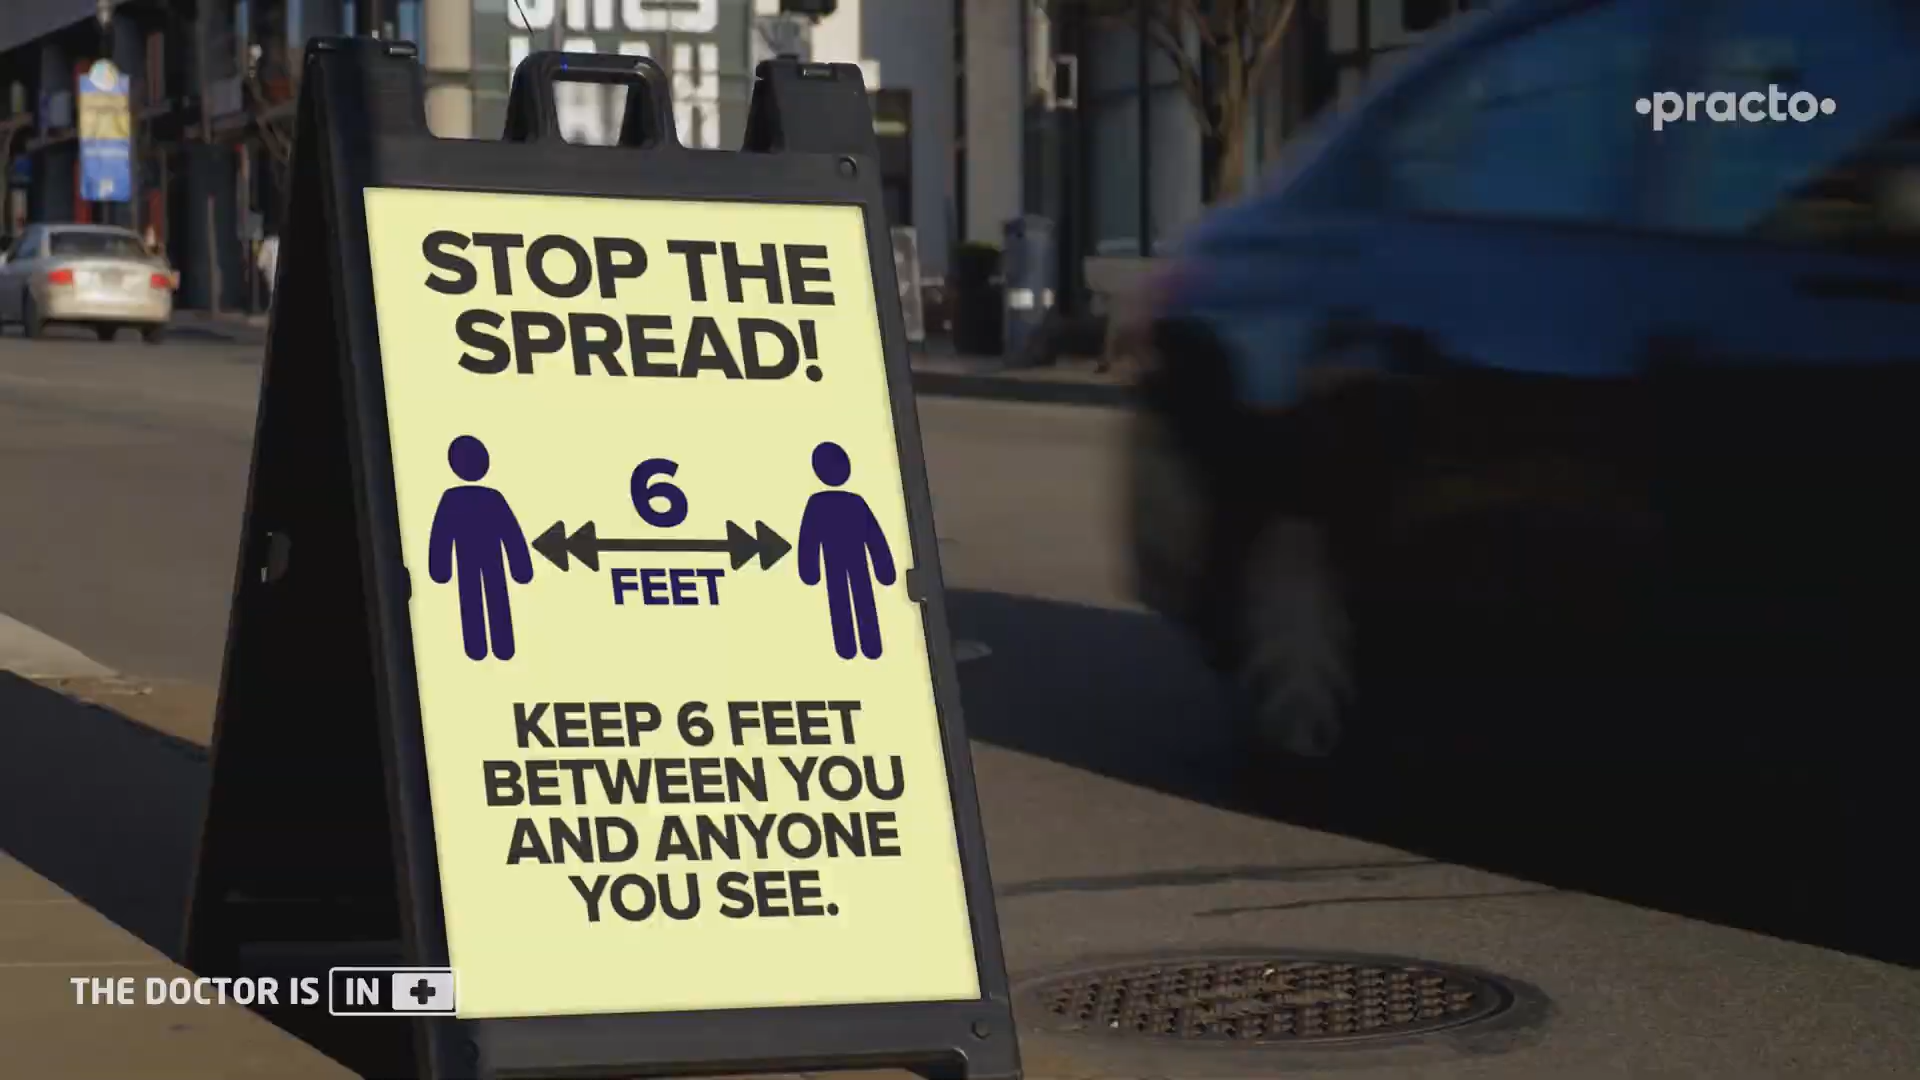 •practo•
STOP THE
SPREAD!
6
FEET
KEEP 6 FEET
BETWEEN YOU
AND ANYONE
YOU SEE.
THE DOCTOR IS IN